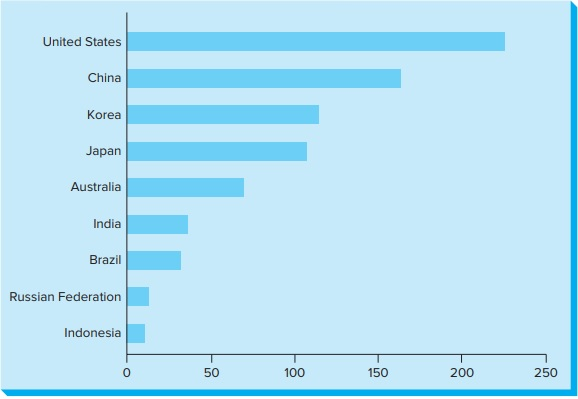 United States
China
Korea
Japan
Australia
India
Brazil
Russian Federation
Indonesia
0 50 100 150 200 250